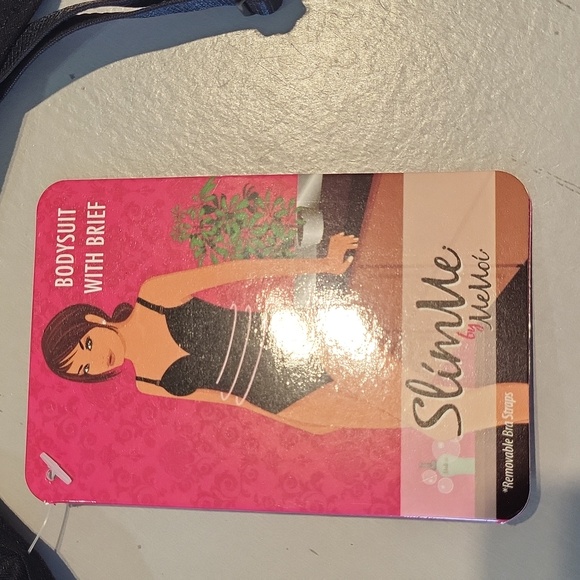 BODYSUIT
WITH BRIEF
SlimMe
by MeMoi
*Removable Bra Straps